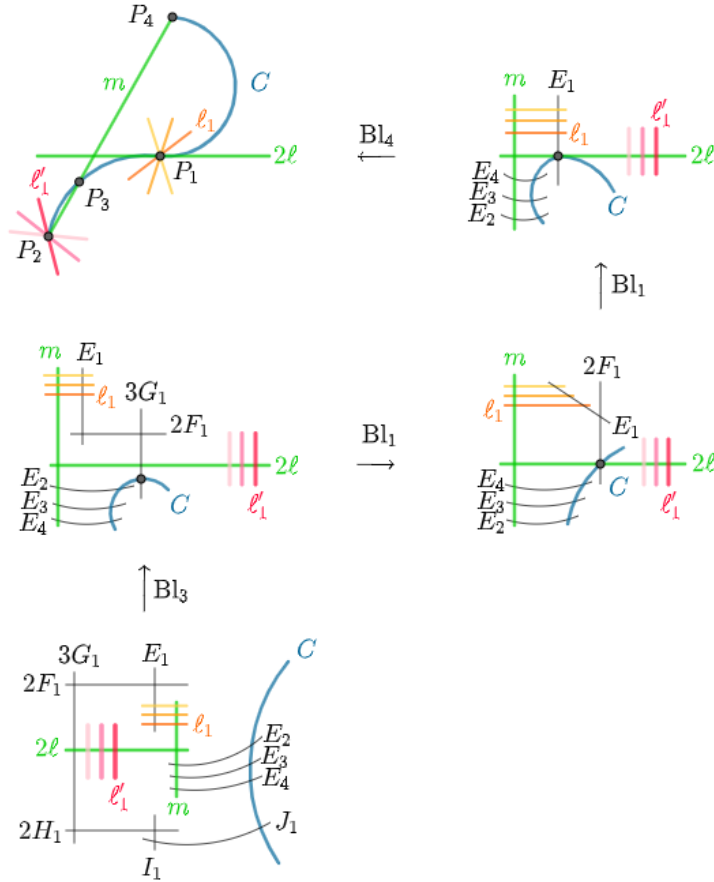 P₄
m
C
ℓ₁
2ℓ
P₁
ℓ′₁
P₃
P₂
Bl₄
m E₁
ℓ′₁
ℓ₁
2ℓ
E₄
E₃
E₂
C
Bl₁
m E₁
3G₁
ℓ₁
2F₁
2ℓ
E₂
E₃
E₄
C
ℓ′₁
Bl₁
m 2F₁
ℓ₁
E₁
2ℓ
E₄
E₃
E₂
C
ℓ′₁
Bl₃
3G₁ E₁ C
2F₁
ℓ₁
2ℓ
E₂
E₃
E₄
ℓ′₁
m
2H₁
J₁
I₁